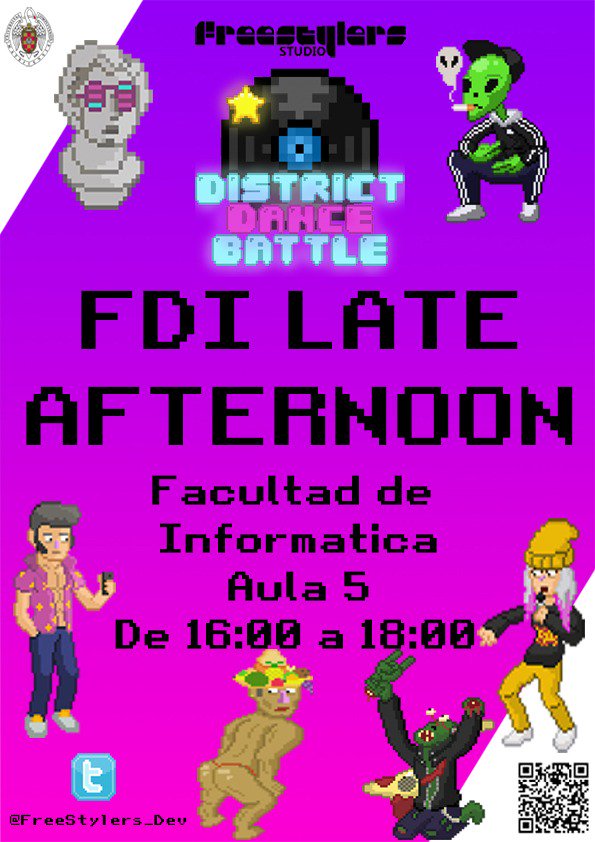 FreeStylers
STUDIO
DISTRICT
DANCE
BATTLE
FDI LATE
AFTERNOON
Facultad de
Informatica
Aula 5
De 16:00 a 18:00
@FreeStylers_Dev